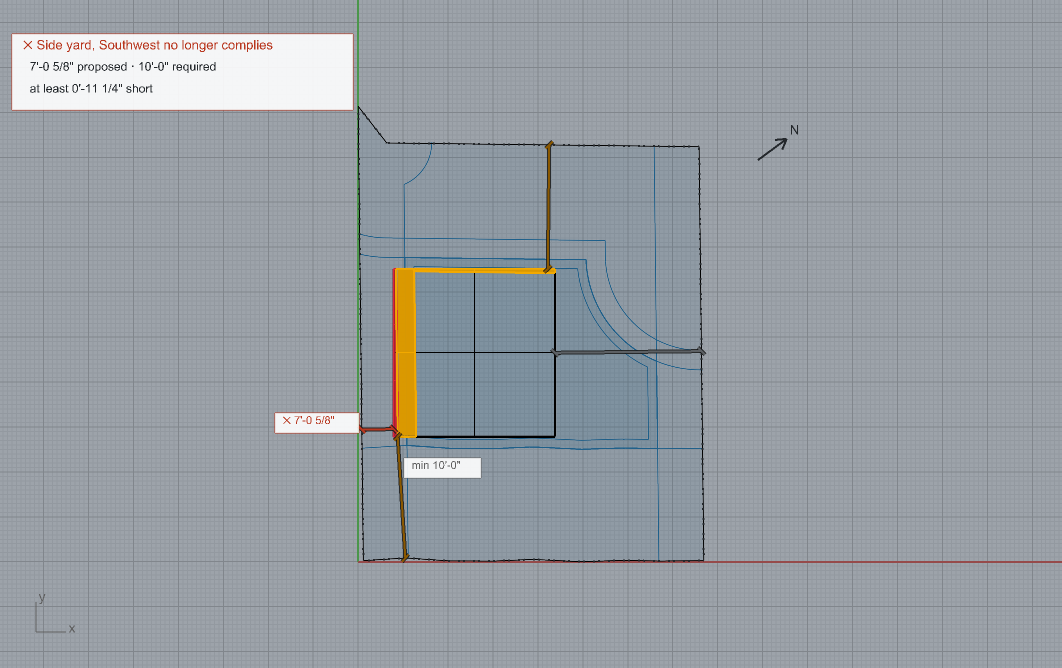 × Side yard, Southwest no longer complies
7'-0 5/8" proposed · 10'-0" required
at least 0'-11 1/4" short
N
× 7'-0 5/8"
min 10'-0"
y
x